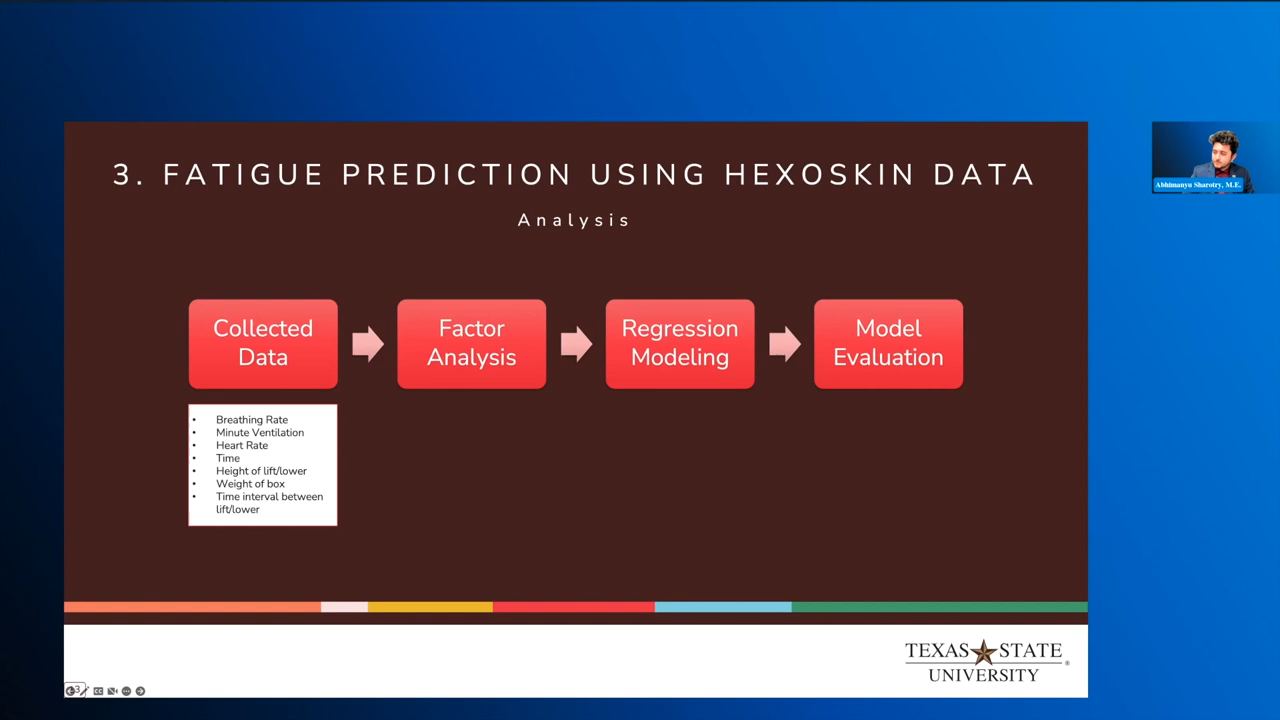 3. FATIGUE PREDICTION USING HEXOSKIN DATA
Analysis
Collected
Data
Factor
Analysis
Regression
Modeling
Model
Evaluation
• Breathing Rate
• Minute Ventilation
• Heart Rate
• Time
• Height of lift/lower
• Weight of box
• Time interval between
lift/lower
Abhimanyu Sharotry, M.E.
TEXAS STATE
®
UNIVERSITY